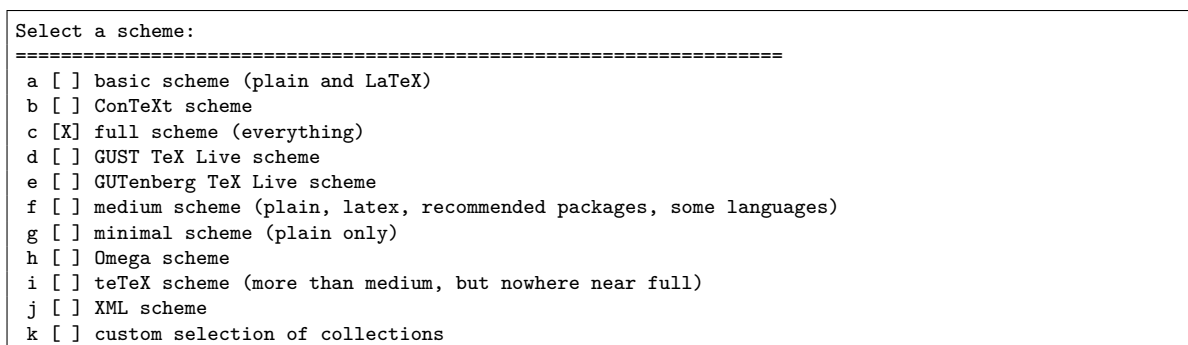 Select a scheme:
====================================================================
a [ ] basic scheme (plain and LaTeX)
b [ ] ConTeXt scheme
c [X] full scheme (everything)
d [ ] GUST TeX Live scheme
e [ ] GUTenberg TeX Live scheme
f [ ] medium scheme (plain, latex, recommended packages, some languages)
g [ ] minimal scheme (plain only)
h [ ] Omega scheme
i [ ] teTeX scheme (more than medium, but nowhere near full)
j [ ] XML scheme
k [ ] custom selection of collections